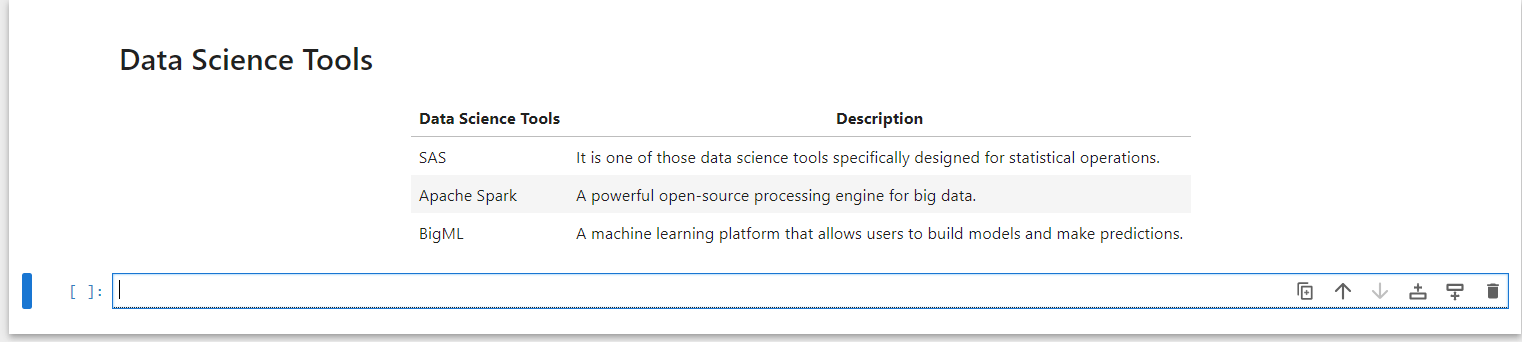 Data Science Tools
Data Science Tools Description
SAS It is one of those data science tools specifically designed for statistical operations.
Apache Spark A powerful open-source processing engine for big data.
BigML A machine learning platform that allows users to build models and make predictions.
[ ]: